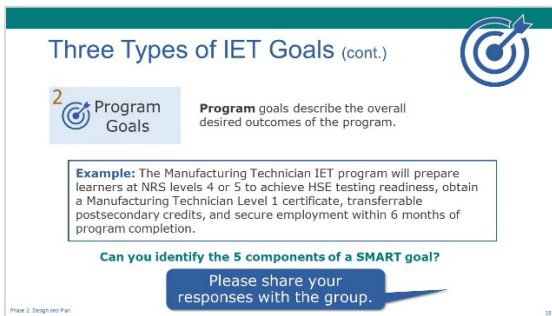 Three Types of IET Goals (cont.)
2
Program
Goals
Program goals describe the overall
desired outcomes of the program.
Example: The Manufacturing Technician IET program will prepare
learners at NRS levels 4 or 5 to achieve HSE testing readiness, obtain
a Manufacturing Technician Level 1 certificate, transferrable
postsecondary credits, and secure employment within 6 months of
program completion.
Can you identify the 5 components of a SMART goal?
Please share your
responses with the group.
Phase 2: Design and Plan